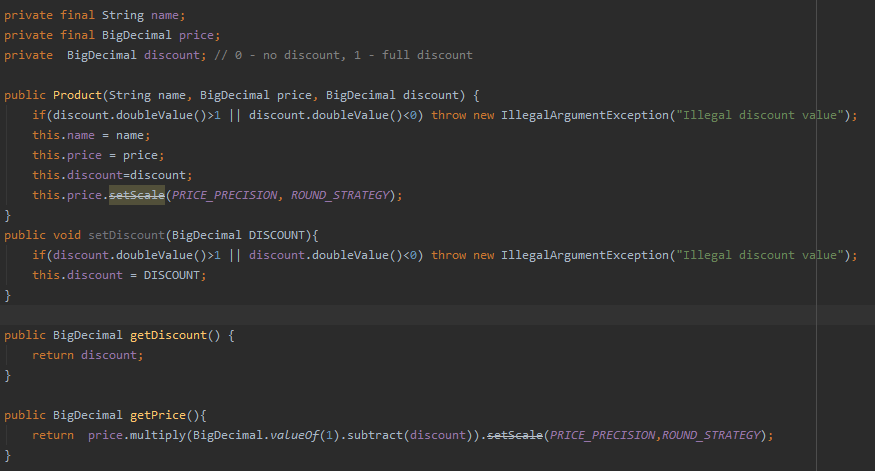 private final String name;
private final BigDecimal price;
private  BigDecimal discount; // 0 - no discount, 1 - full discount
public Product(String name, BigDecimal price, BigDecimal discount) {
if(discount.doubleValue()>1 || discount.doubleValue()<0) throw new IllegalArgumentException("Illegal discount value");
this.name = name;
this.price = price;
this.discount=discount;
this.price.setScale(PRICE_PRECISION, ROUND_STRATEGY);
}
public void setDiscount(BigDecimal DISCOUNT){
if(discount.doubleValue()>1 || discount.doubleValue()<0) throw new IllegalArgumentException("Illegal discount value");
this.discount = DISCOUNT;
}
public BigDecimal getDiscount() {
return discount;
}
public BigDecimal getPrice(){
return  price.multiply(BigDecimal.valueOf(1).subtract(discount)).setScale(PRICE_PRECISION,ROUND_STRATEGY);
}